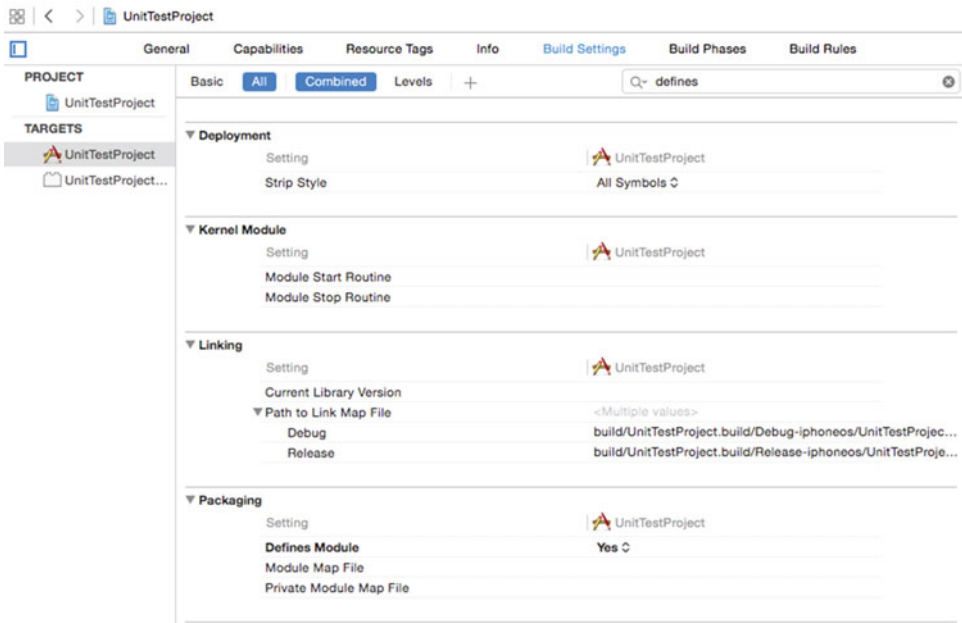 UnitTestProject
General Capabilities Resource Tags Info Build Settings Build Phases Build Rules
PROJECT
UnitTestProject
TARGETS
UnitTestProject
UnitTestProject...
Basic All Combined Levels + defines
Deployment
Setting UnitTestProject
Strip Style All Symbols
Kernel Module
Setting UnitTestProject
Module Start Routine
Module Stop Routine
Linking
Setting UnitTestProject
Current Library Version
Path to Link Map File <Multiple values>
Debug build/UnitTestProject.build/Debug-iphoneos/UnitTestProjec...
Release build/UnitTestProject.build/Release-iphoneos/UnitTestProje...
Packaging
Setting UnitTestProject
Defines Module Yes
Module Map File
Private Module Map File